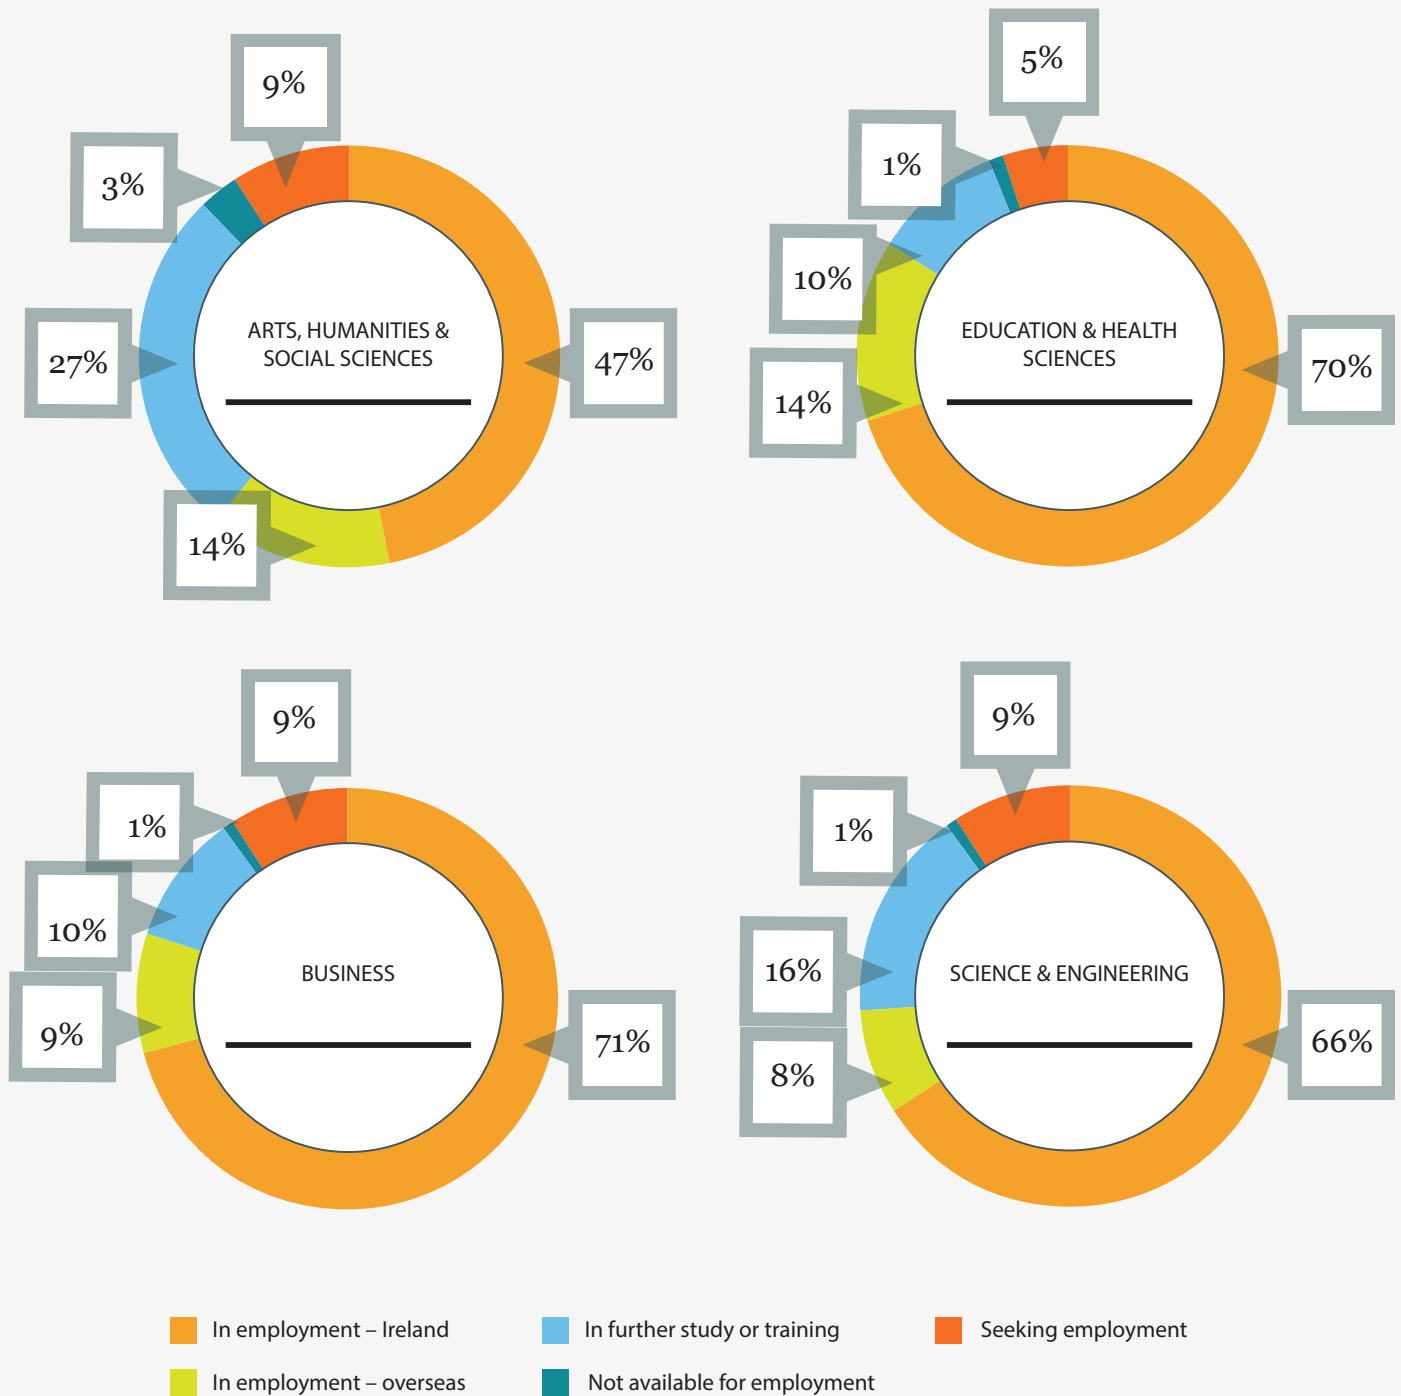 9%
3%
27%
14%
47%
ARTS, HUMANITIES &
SOCIAL SCIENCES
5%
1%
10%
14%
70%
EDUCATION & HEALTH
SCIENCES
9%
1%
10%
9%
71%
BUSINESS
9%
1%
16%
8%
66%
SCIENCE & ENGINEERING
In employment – Ireland
In further study or training
Seeking employment
In employment – overseas
Not available for employment